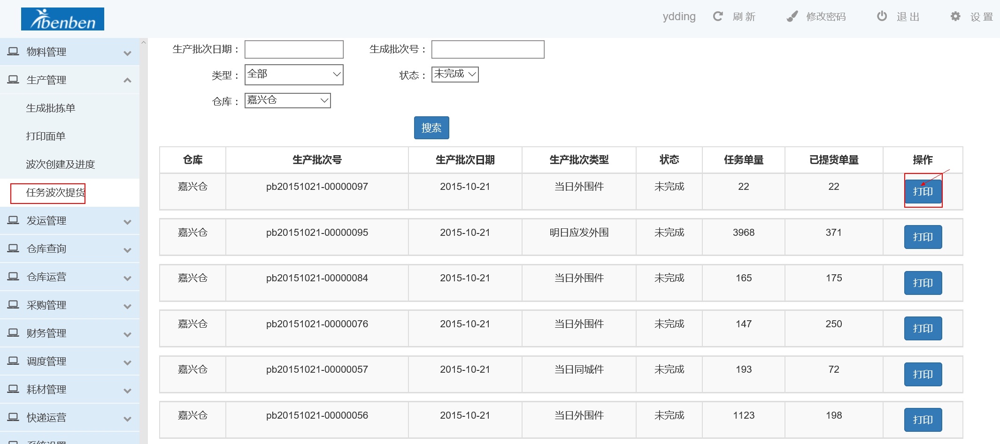 ibenben
ydding 刷 新 修改密码 退 出 设 置
物料管理
生产管理
生成批拣单
打印面单
波次创建及进度
任务波次提货
发运管理
仓库查询
仓库运营
采购管理
财务管理
调度管理
耗材管理
快递运营
系统设置
生产批次日期： 生成批次号：
类型： 全部 状态： 未完成
仓库： 嘉兴仓
搜索
仓库 生产批次号 生产批次日期 生产批次类型 状态 任务单量 已提货单量 操作
嘉兴仓 pb20151021-00000097 2015-10-21 当日外围件 未完成 22 22 打印
嘉兴仓 pb20151021-00000095 2015-10-21 明日应发外围 未完成 3968 371 打印
嘉兴仓 pb20151021-00000084 2015-10-21 当日外围件 未完成 165 175 打印
嘉兴仓 pb20151021-00000076 2015-10-21 当日外围件 未完成 147 250 打印
嘉兴仓 pb20151021-00000057 2015-10-21 当日同城件 未完成 193 72 打印
嘉兴仓 pb20151021-00000056 2015-10-21 当日外围件 未完成 1123 198 打印